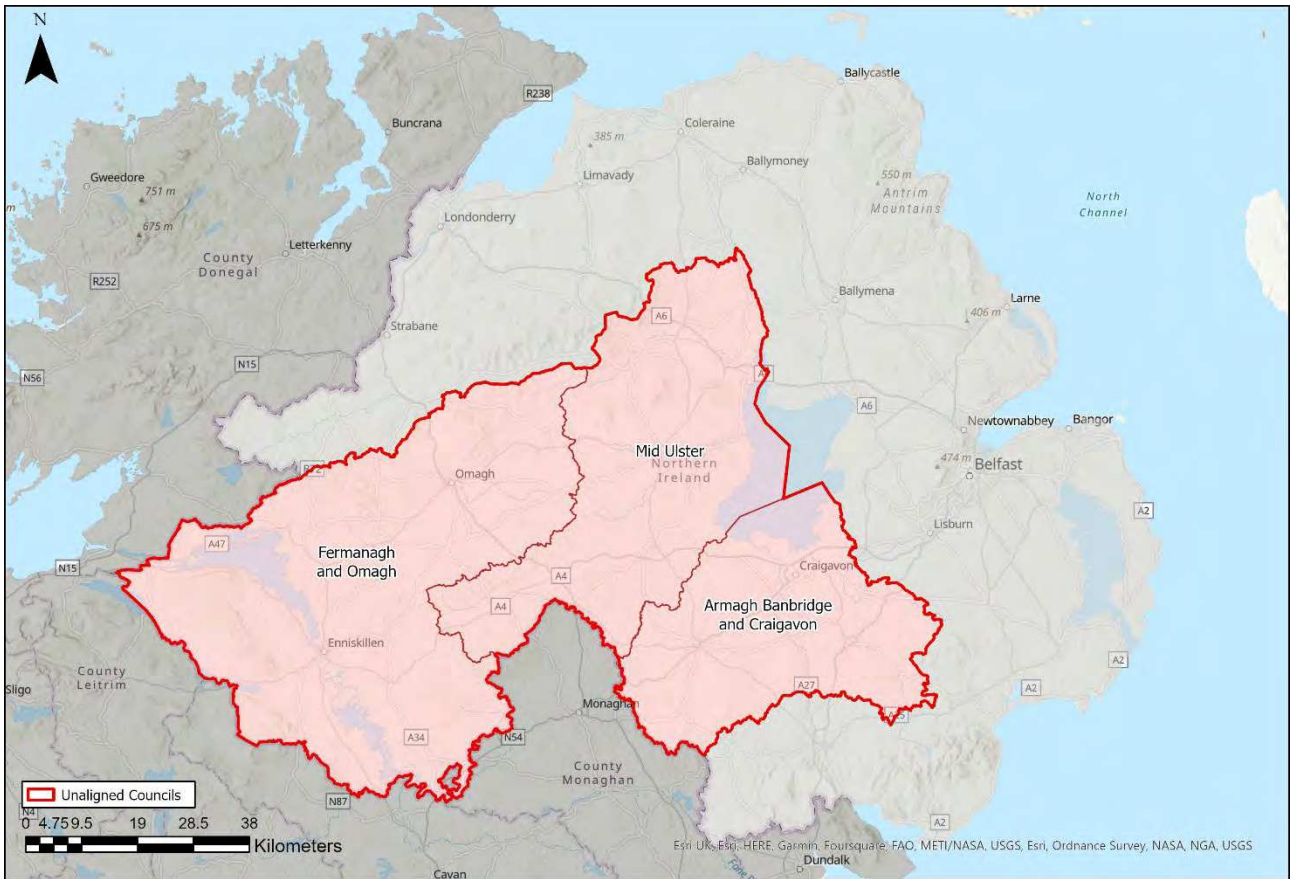 N
Ballycastle
R238
Buncrana
Coleraine
385 m
Gweedore
751 m
Limavady
Ballymoney
550 m
Antrim
Mountains
North
Channel
675 m
Londonderry
Letterkenny
County
Donegal
R252
Ballymena
Larne
406 m
A6
Strabane
N15
N56
A6
Newtownabbey
Bangor
Mid Ulster
Northern
Ireland
474 m
Belfast
Omagh
A2
Lisburn
A47
Fermanagh
and Omagh
N15
A4
Craigavon
A4
Armagh Banbridge
and Craigavon
Enniskillen
County
Leitrim
A2
Sligo
A27
A2
Monaghan
A34
N54
County
Monaghan
Unaligned Councils
N87
N4
0 4.75 9.5 19 28.5 38
Kilometers
A2
Esri UK, Esri, HERE, Garmin, Foursquare, FAO, METI/NASA, USGS, Esri, Ordnance Survey, NASA, NGA, USGS
Dundalk
Cavan